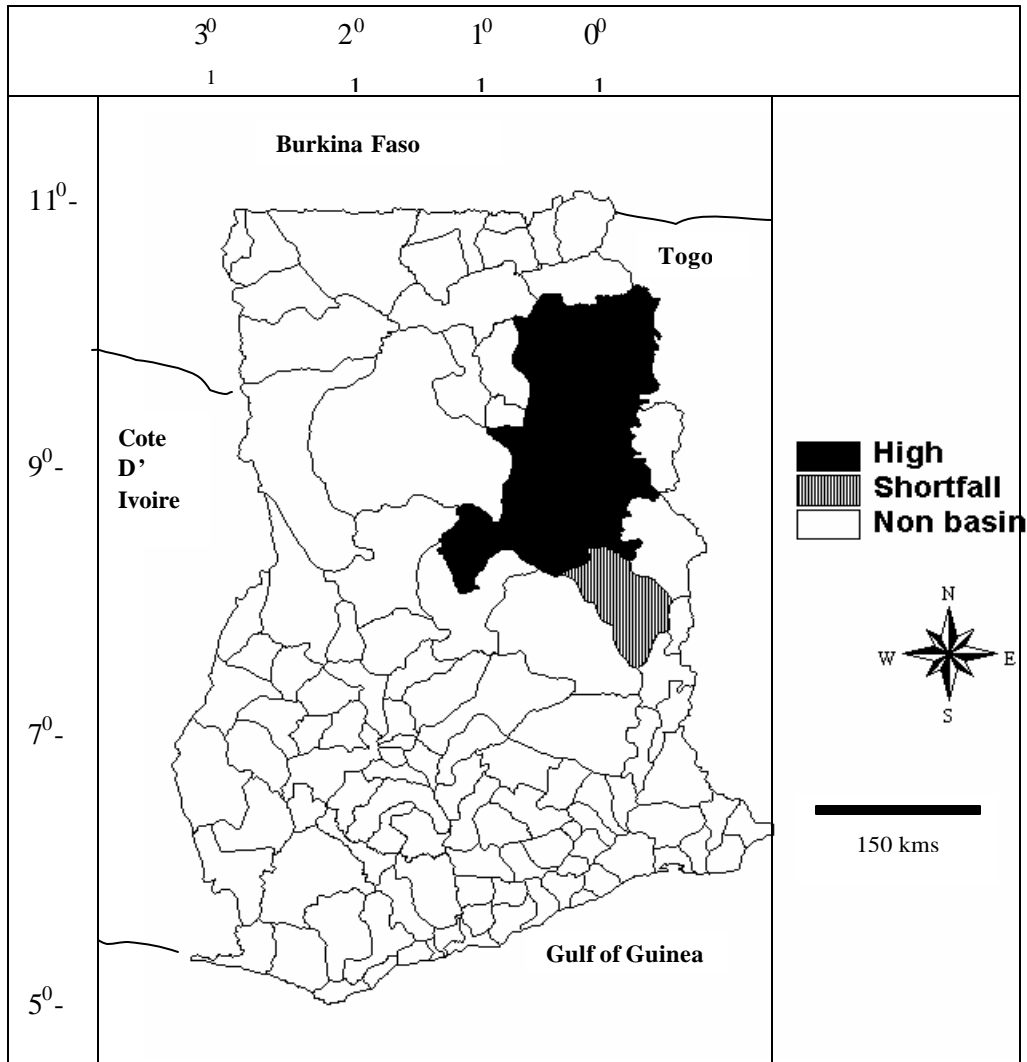 3⁰ 2⁰ 1⁰ 0⁰
1 1 1 1
Burkina Faso
11⁰-
Togo
Cote
D’
Ivoire
9⁰-
High
Shortfall
Non basin
N
W E
S
7⁰-
150 kms
Gulf of Guinea
5⁰-